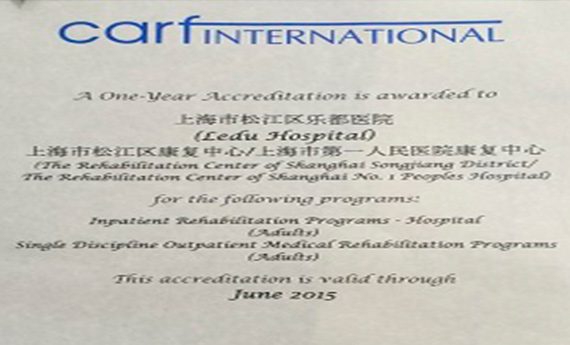 carf INTERNATIONAL
A One-Year Accreditation is awarded to
上海市松江区乐都医院
(Ledu Hospital)
上海市松江区康复中心/上海市第一人民医院康复中心
(The Rehabilitation Center of Shanghai Songjiang District/
The Rehabilitation Center of Shanghai No. 1 Peoples Hospital)
for the following programs:
Inpatient Rehabilitation Programs - Hospital
(Adults)
Single Discipline Outpatient Medical Rehabilitation Programs
(Adults)
This accreditation is valid through
June 2015